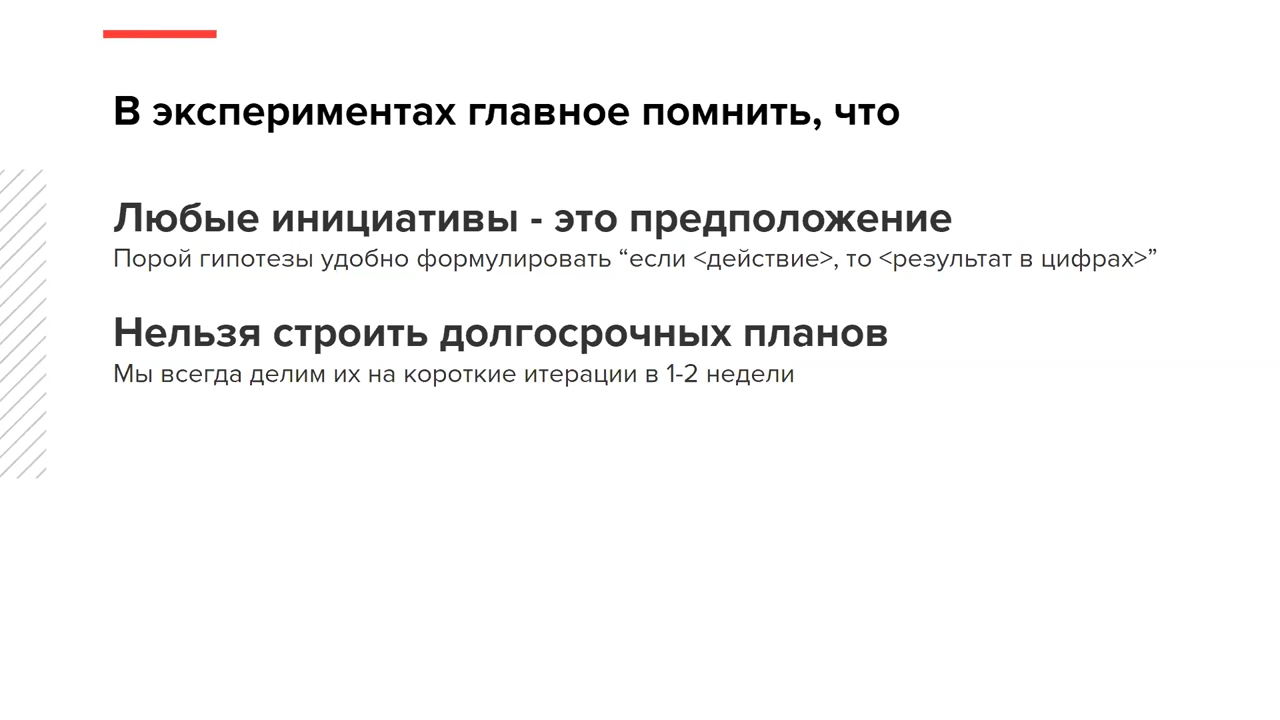 В экспериментах главное помнить, что
Любые инициативы - это предположение
Порой гипотезы удобно формулировать “если <действие>, то <результат в цифрах>”
Нельзя строить долгосрочных планов
Мы всегда делим их на короткие итерации в 1-2 недели